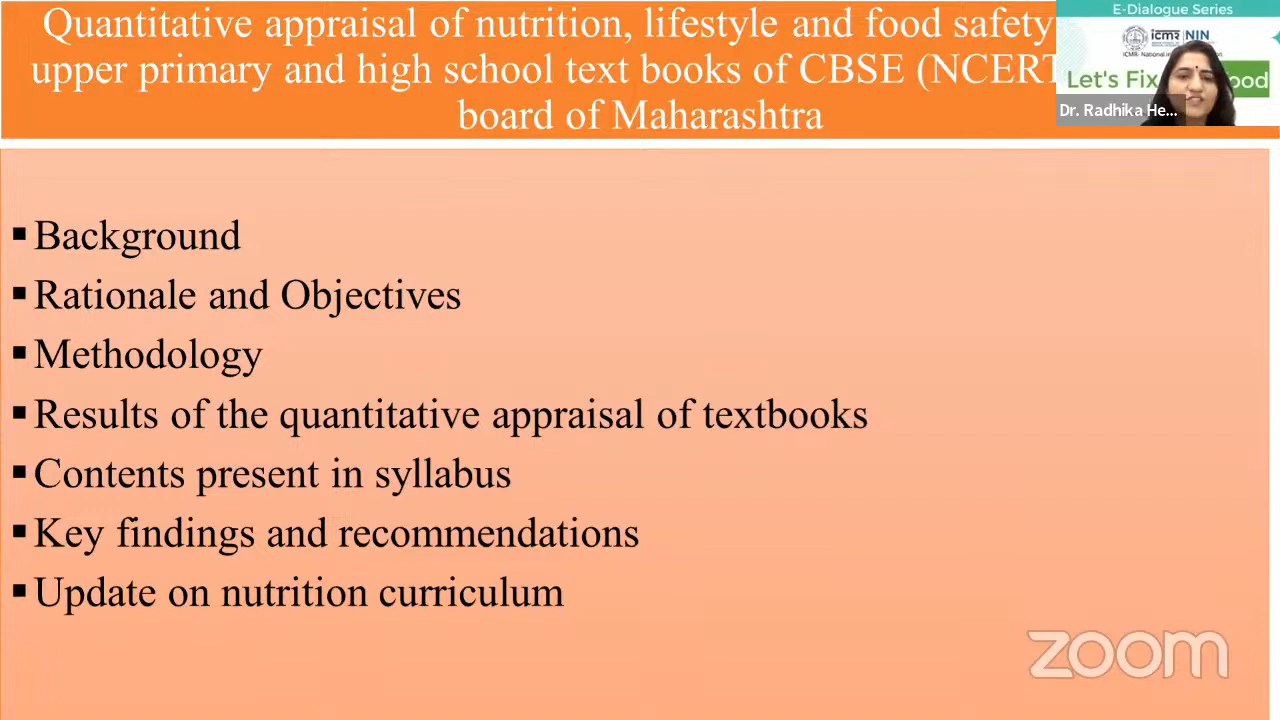 Quantitative appraisal of nutrition, lifestyle and food safety
upper primary and high school text books of CBSE (NCERT
board of Maharashtra
E-Dialogue Series
icmr NIN
Let's Fix ood
Dr. Radhika He...
▪Background
▪Rationale and Objectives
▪Methodology
▪Results of the quantitative appraisal of textbooks
▪Contents present in syllabus
▪Key findings and recommendations
▪Update on nutrition curriculum
zoom